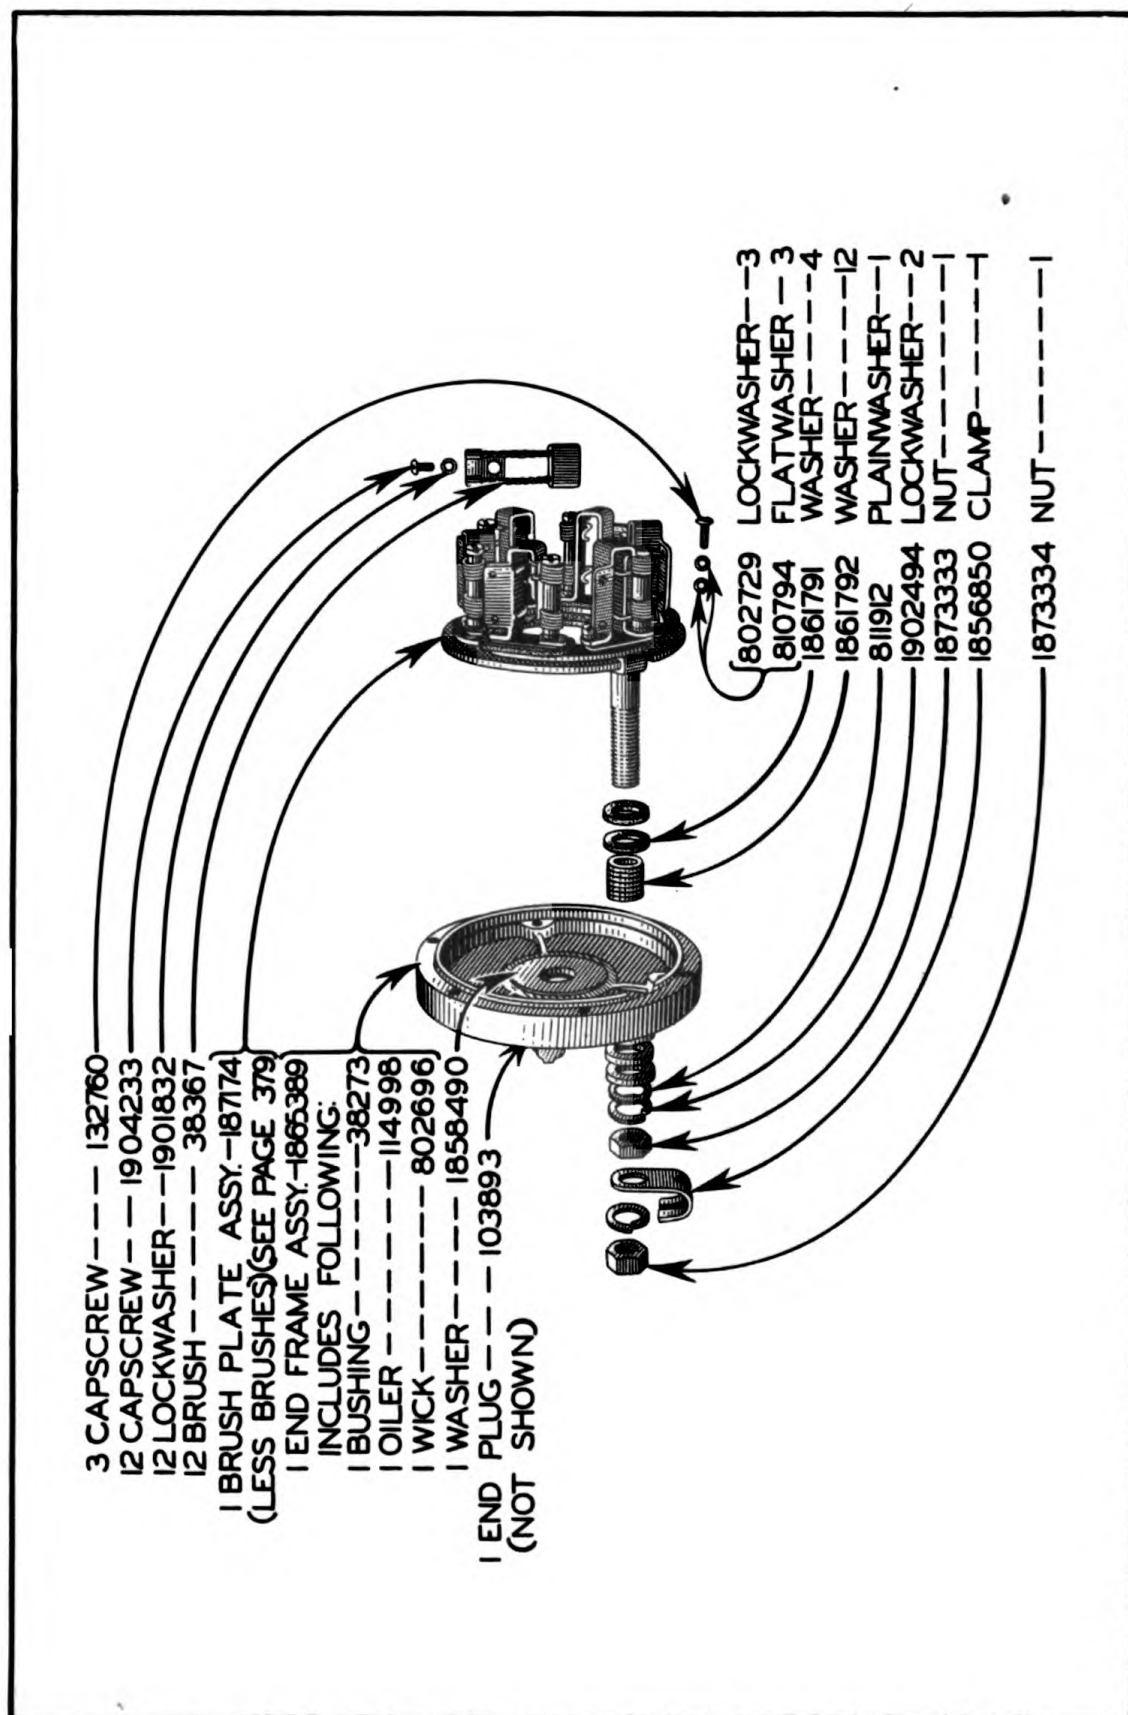 3 CAPSCREW---- 132760
12 CAPSCREW-- 1904233
12 LOCKWASHER--1901832
12 BRUSH------ 38367
1 BRUSH PLATE ASSY.-187174
(LESS BRUSHES)(SEE PAGE 379)
1 END FRAME ASSY.-1865389
INCLUDES FOLLOWING:
1 BUSHING------38273
1 OILER-------114998
1 WICK------ 802696
1 WASHER---- 1858490
1 END PLUG--- 103893
(NOT SHOWN)
802729 LOCKWASHER---3
810794 FLATWASHER--3
1861791 WASHER-----4
1861792 WASHER----12
811912 PLAINWASHER--1
1902494 LOCKWASHER--2
1873333 NUT-------1
1856850 CLAMP-----1
1873334 NUT-------1